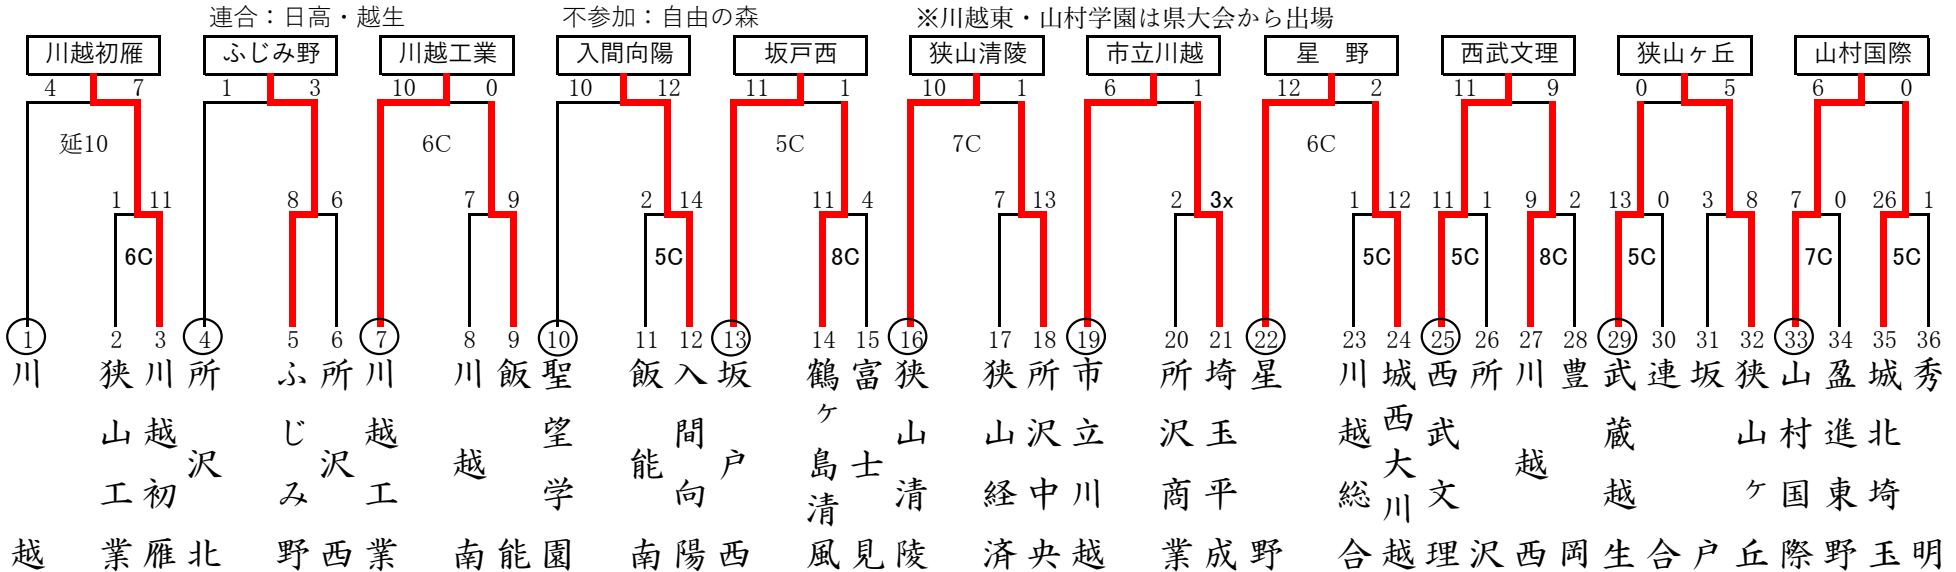 連合：日高・越生　不参加：自由の森　※川越東・山村学園は県大会から出場
川越初雁　ふじみ野　川越工業　入間向陽　坂戸西　狭山清陵　市立川越　星　野　西武文理　狭山ヶ丘　山村国際
4 7 1 3 10 0 10 12 11 1 10 1 6 1 12 2 11 9 0 5 6 0
延10 6C 5C 7C 6C
1 11 8 6 7 9 2 14 11 4 7 13 2 3x 1 12 11 1 9 2 13 0 3 8 7 0 26 1
6C 5C 8C 5C 5C 8C 5C 7C 5C
1 2 3 4 5 6 7 8 9 10 11 12 13 14 15 16 17 18 19 20 21 22 23 24 25 26 27 28 29 30 31 32 33 34 35 36
川越
狭山工業
川越初雁
所沢北
ふじみ野
所沢西
川越工業
川越南
飯能
聖望学園
飯能南
入間向陽
坂戸西
鶴ヶ島清風
富士見
狭山清陵
狭山経済
所沢中央
市立川越
所沢商業
埼玉平成
星野
川越総合
城西大川越
西武文理
所沢
川越西
豊岡
武蔵越生
連合
坂戸
狭山ヶ丘
山村国際
盈進東野
城北埼玉
秀明